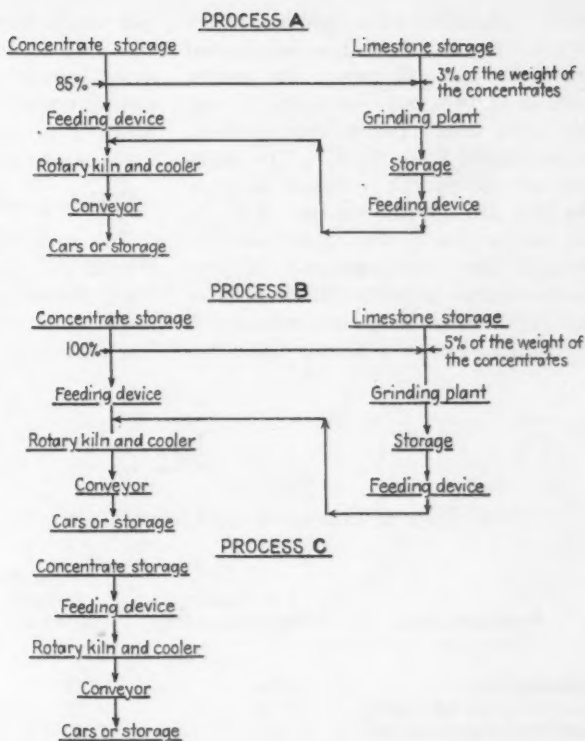 PROCESS A
Concentrate storage
Limestone storage
85%
3% of the weight of
the concentrates
Feeding device
Grinding plant
Rotary kiln and cooler
Storage
Conveyor
Feeding device
Cars or storage
PROCESS B
Concentrate storage
Limestone storage
100%
5% of the weight of
the concentrates
Feeding device
Grinding plant
Rotary kiln and cooler
Storage
Conveyor
Feeding device
Cars or storage
PROCESS C
Concentrate storage
Feeding device
Rotary kiln and cooler
Conveyor
Cars or storage